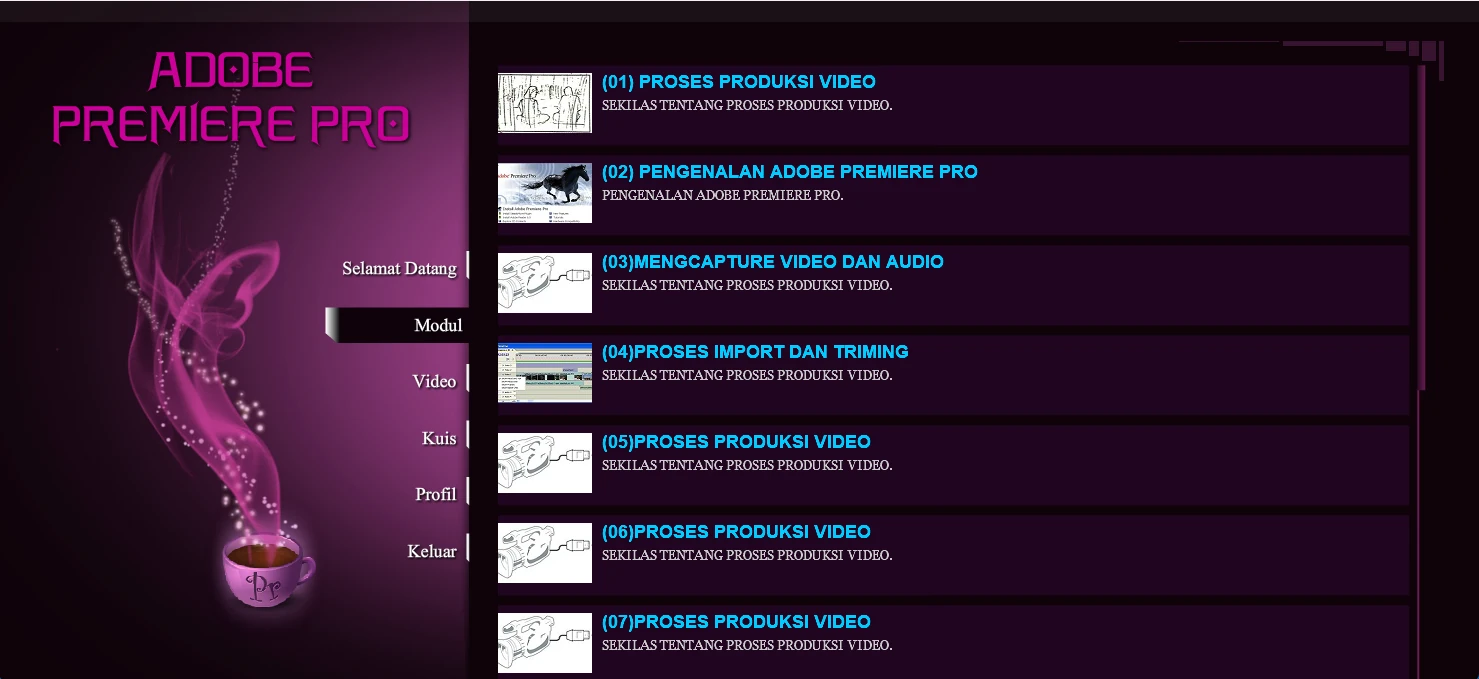 ADOBE
PREMIERE PRO
Selamat Datang
Modul
Video
Kuis
Profil
Keluar
Pr
(01) PROSES PRODUKSI VIDEO
SEKILAS TENTANG PROSES PRODUKSI VIDEO.
(02) PENGENALAN ADOBE PREMIERE PRO
PENGENALAN ADOBE PREMIERE PRO.
(03)MENGCAPTURE VIDEO DAN AUDIO
SEKILAS TENTANG PROSES PRODUKSI VIDEO.
(04)PROSES IMPORT DAN TRIMING
SEKILAS TENTANG PROSES PRODUKSI VIDEO.
(05)PROSES PRODUKSI VIDEO
SEKILAS TENTANG PROSES PRODUKSI VIDEO.
(06)PROSES PRODUKSI VIDEO
SEKILAS TENTANG PROSES PRODUKSI VIDEO.
(07)PROSES PRODUKSI VIDEO
SEKILAS TENTANG PROSES PRODUKSI VIDEO.